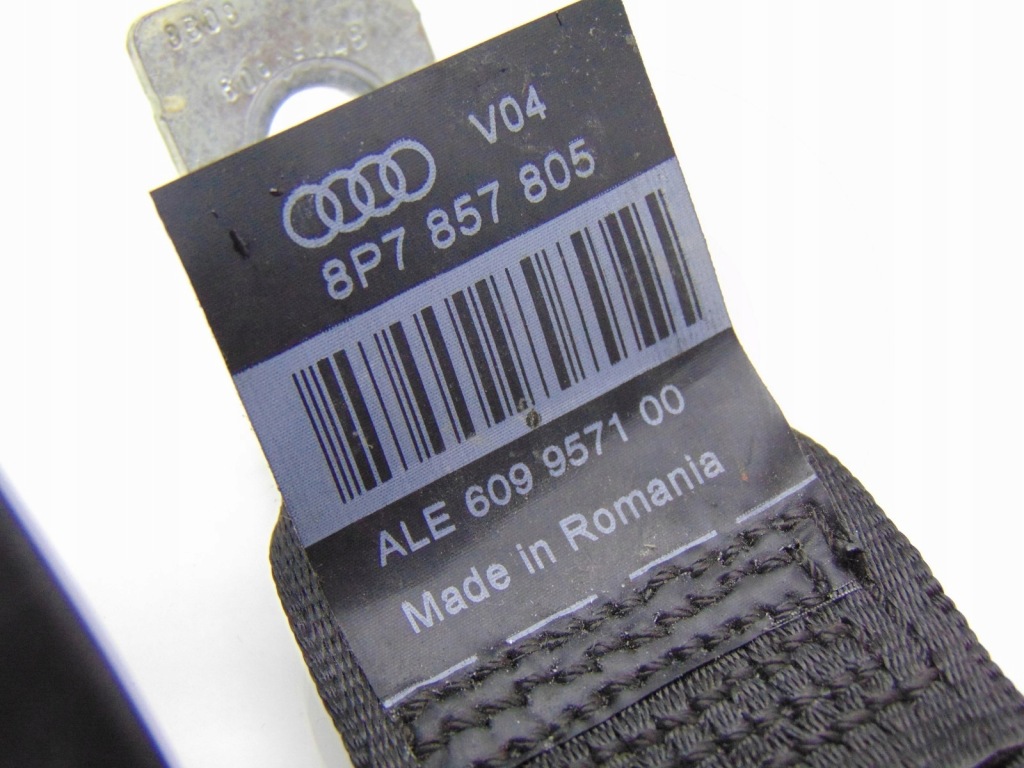 V04
8P7 857 805
ALE 609 9571 00
Made in Romania